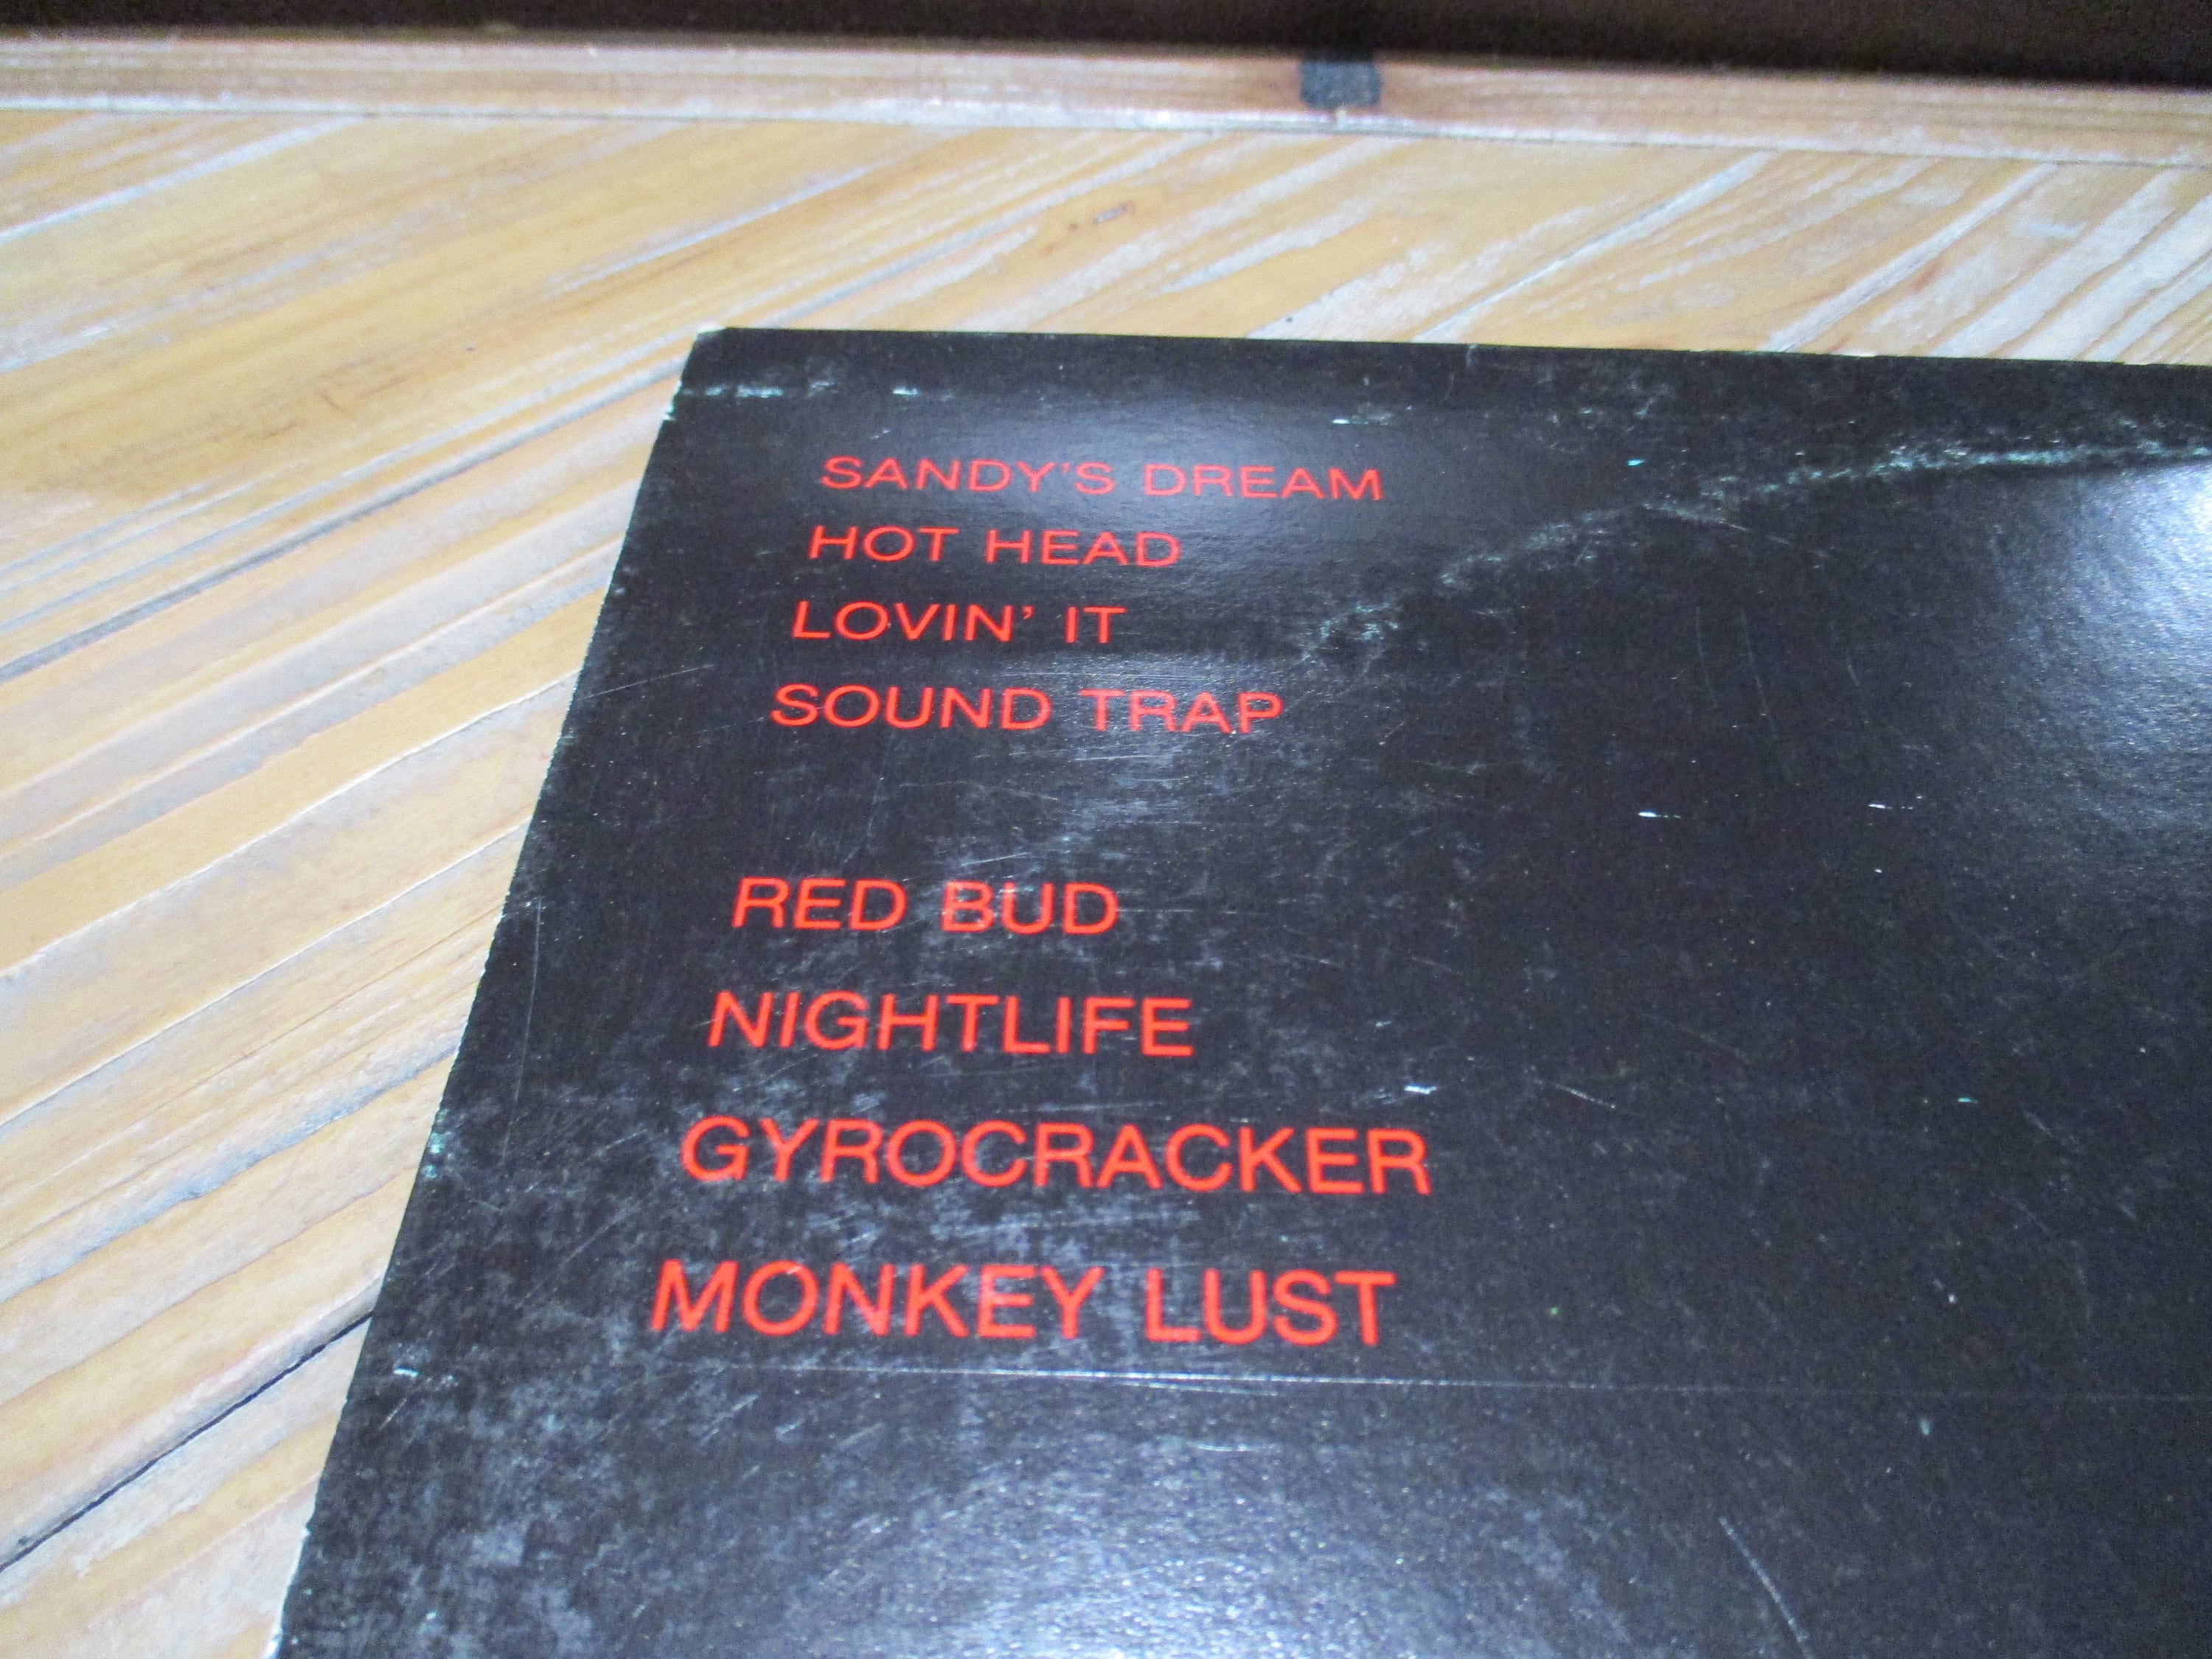 SANDY'S DREAM
HOT HEAD
LOVIN' IT
SOUND TRAP
RED BUD
NIGHTLIFE
GYROCRACKER
MONKEY LUST